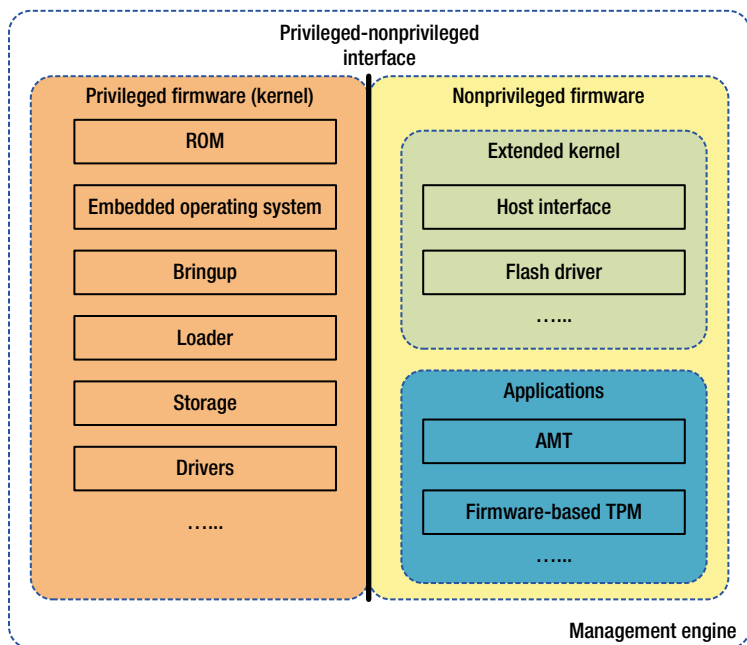 Privileged-nonprivileged
interface
Privileged firmware (kernel)
ROM
Embedded operating system
Bringup
Loader
Storage
Drivers
…...
Nonprivileged firmware
Extended kernel
Host interface
Flash driver
…...
Applications
AMT
Firmware-based TPM
…...
Management engine